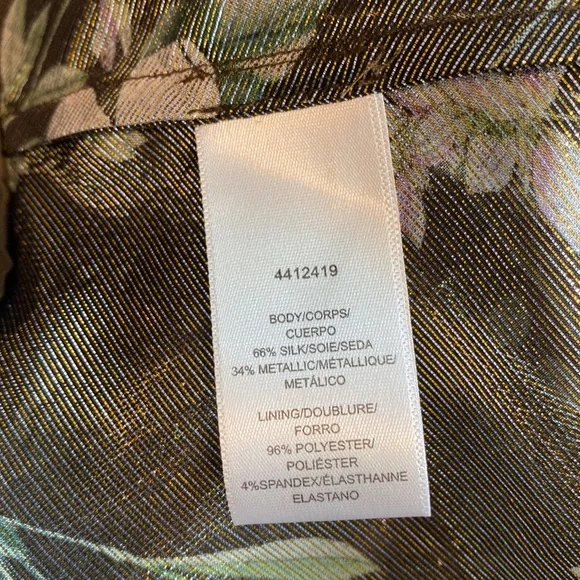 4412419
BODY/CORPS/
CUERPO
66% SILK/SOIE/SEDA
34% METALLIC/MÉTALLIQUE/
METÁLICO
LINING/DOUBLURE/
FORRO
96% POLYESTER/
POLIÉSTER
4%SPANDEX/ÉLASTHANNE
ELASTANO